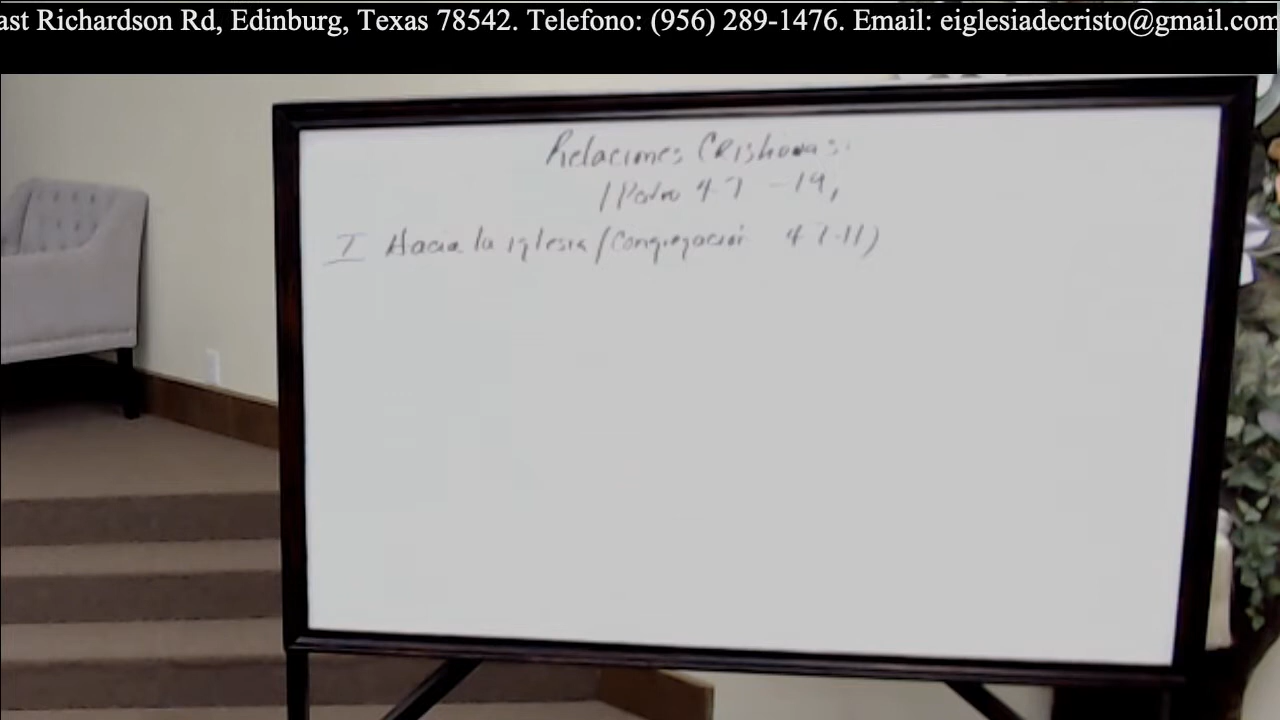 ast Richardson Rd, Edinburg, Texas 78542. Telefono: (956) 289-1476. Email: eiglesiadecristo@gmail.com
Relaciones Cristianas:
1 Pedro 4:7 - 19,
I Hacia la iglesia / Congregación 4:7-11)